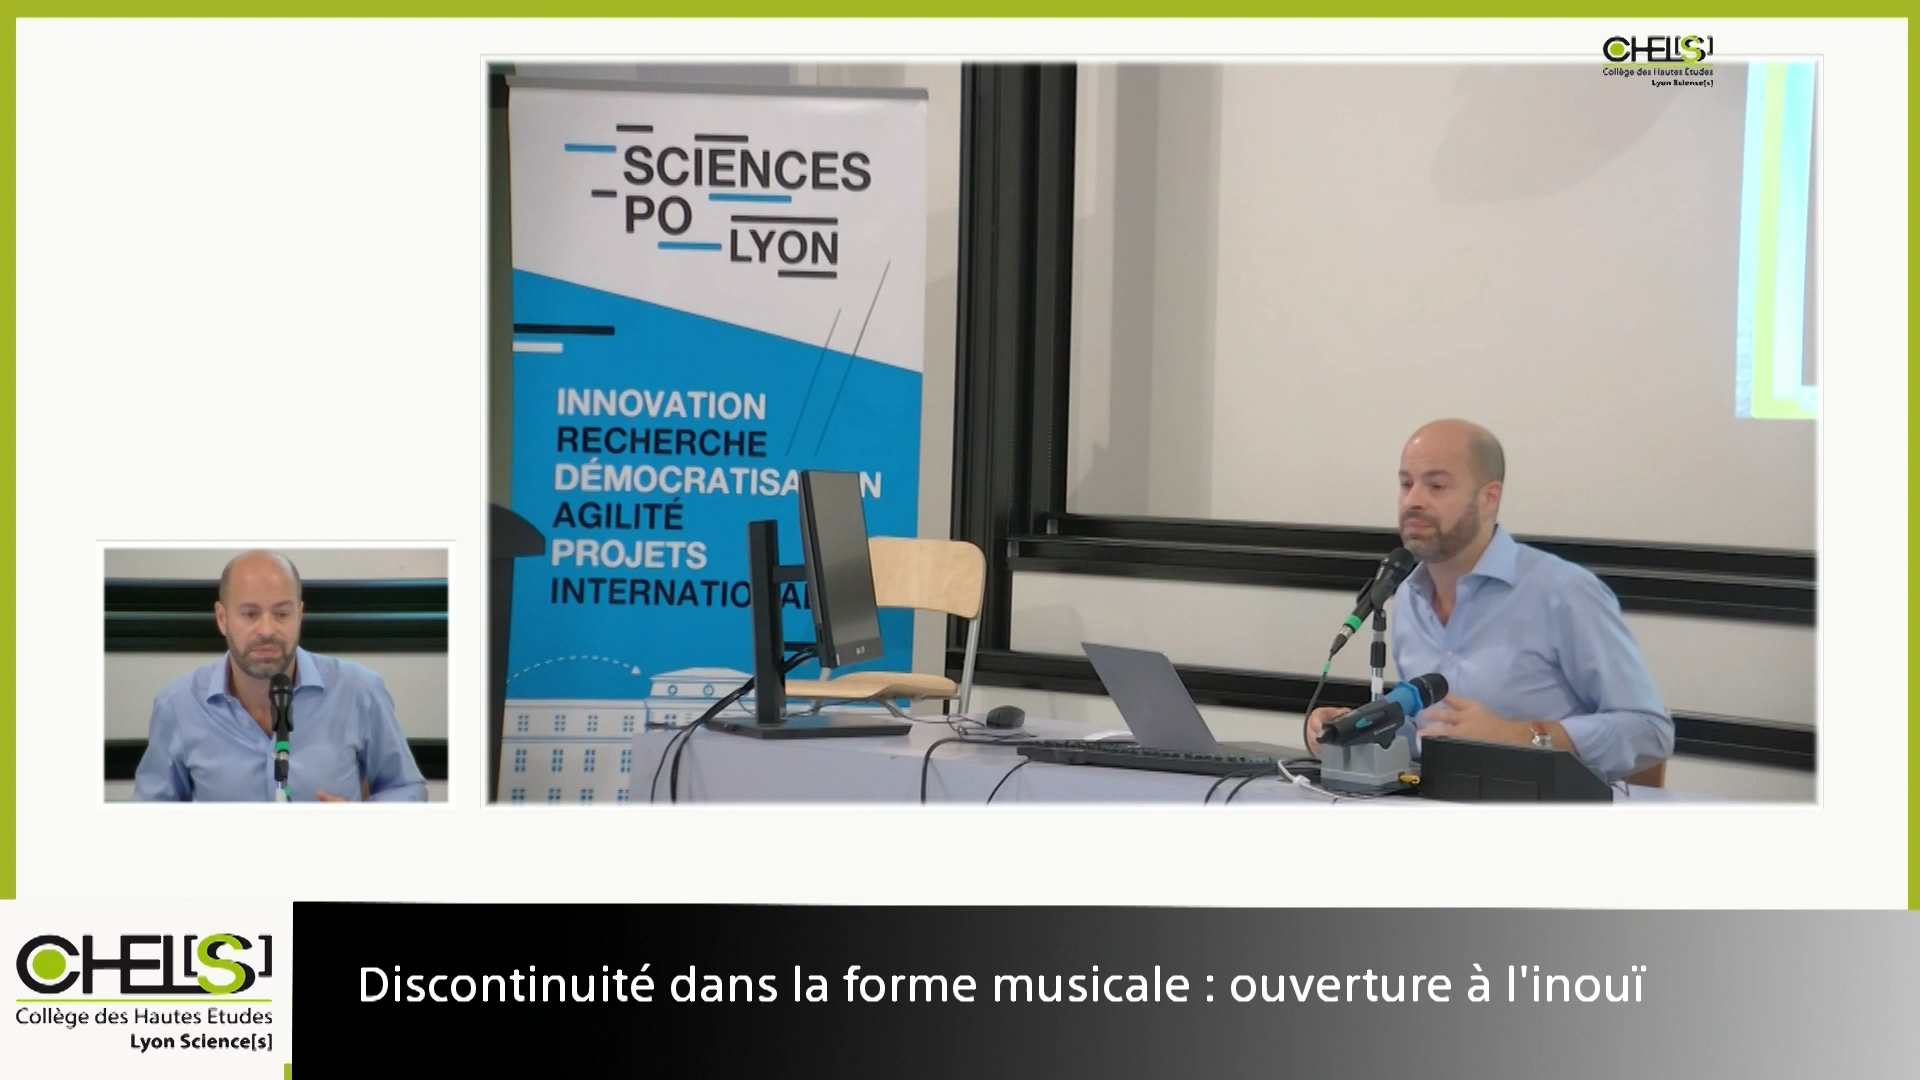 CHEL[S]
Collège des Hautes Etudes
Lyon Science[s]
SCIENCES
PO
LYON
INNOVATION
RECHERCHE
DÉMOCRATISA N
AGILITÉ
PROJETS
INTERNATIO AL
CHEL[S]
Collège des Hautes Etudes
Lyon Science[s]
Discontinuité dans la forme musicale : ouverture à l'inouï